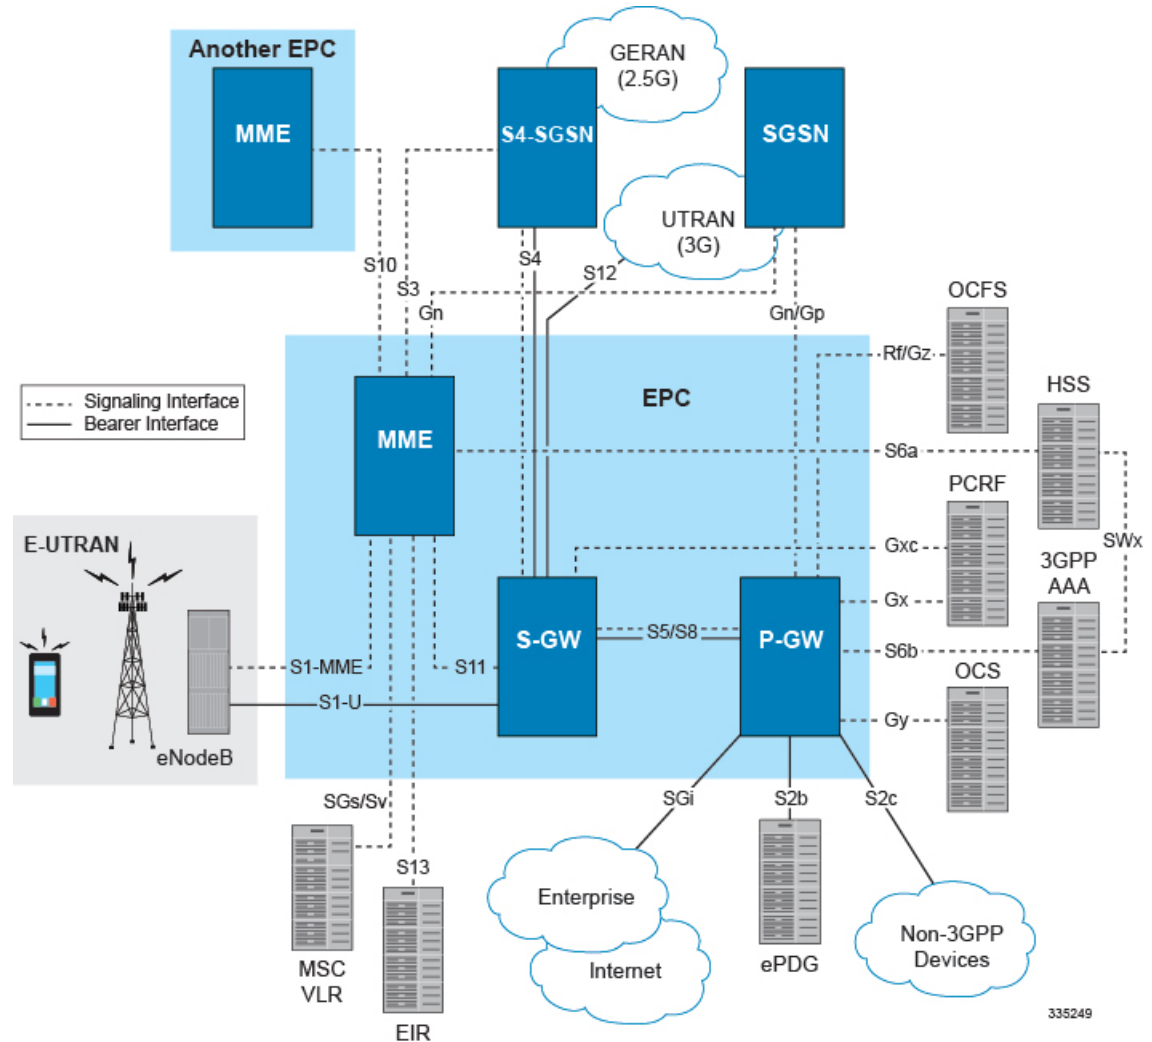 Another EPC
MME
GERAN
(2.5G)
S4-SGSN
SGSN
UTRAN
(3G)
S10
S3
Gn
S4
S12
Gn/Gp
OCFS
Rf/Gz
HSS
Signaling Interface
Bearer Interface
EPC
MME
S6a
PCRF
Gxc
SWx
3GPP
AAA
E-UTRAN
Gx
S-GW
S5/S8
P-GW
S6b
S1-MME
S11
OCS
S1-U
Gy
eNodeB
SGs/Sv
SGi
S2b
S2c
S13
Enterprise
Internet
MSC
VLR
EIR
ePDG
Non-3GPP
Devices
335249